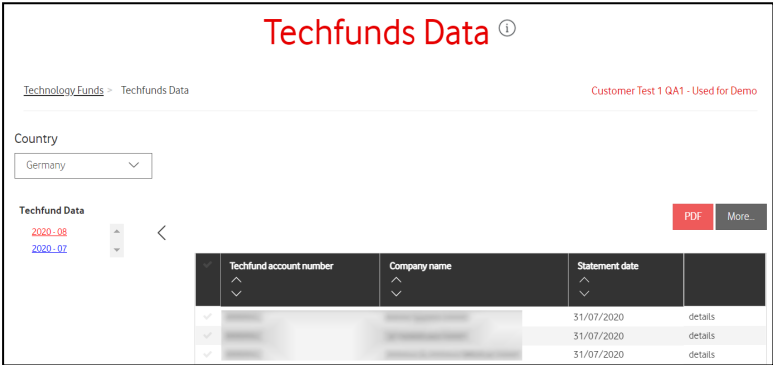 Techfunds Data i
Technology Funds > Techfunds Data
Customer Test 1 QA1 - Used for Demo
Country
Germany
Techfund Data
2020 - 08
2020 - 07
PDF
More...
Techfund account number Company name Statement date
31/07/2020 details
31/07/2020 details
31/07/2020 details